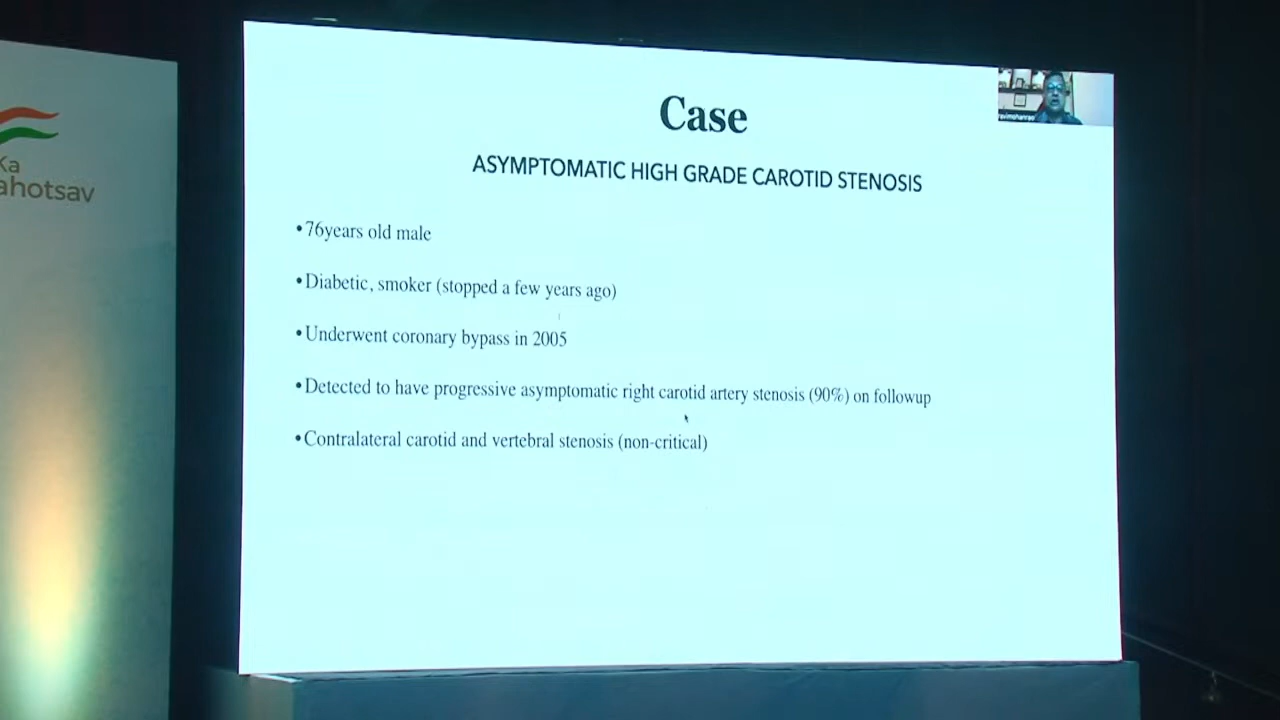 Ka
ahotsav
Case
ASYMPTOMATIC HIGH GRADE CAROTID STENOSIS
•76years old male
•Diabetic, smoker (stopped a few years ago)
•Underwent coronary bypass in 2005
•Detected to have progressive asymptomatic right carotid artery stenosis (90%) on followup
•Contralateral carotid and vertebral stenosis (non-critical)